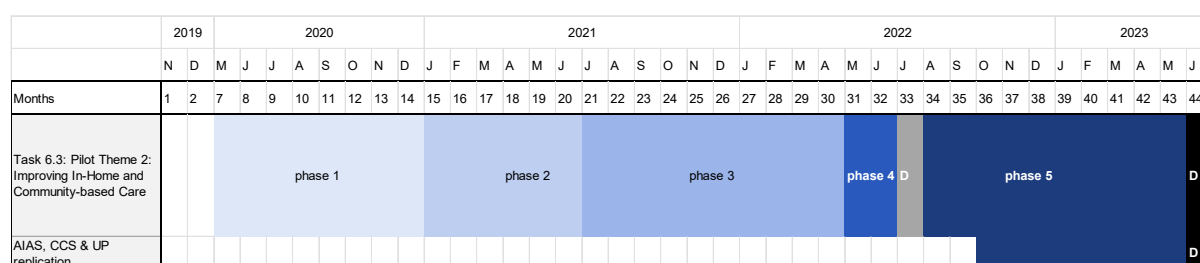 2019 2020 2021 2022 2023
N D M J J A S O N D J F M A M J J A S O N D J F M A M J J A S O N D J F M A M J
Months 1 2 7 8 9 10 11 12 13 14 15 16 17 18 19 20 21 22 23 24 25 26 27 28 29 30 31 32 33 34 35 36 37 38 39 40 41 42 43 44
Task 6.3: Pilot Theme 2:
Improving In-Home and
Community-based Care
phase 1 phase 2 phase 3 phase 4 D phase 5 D
AIAS, CCS & UP
replication
D